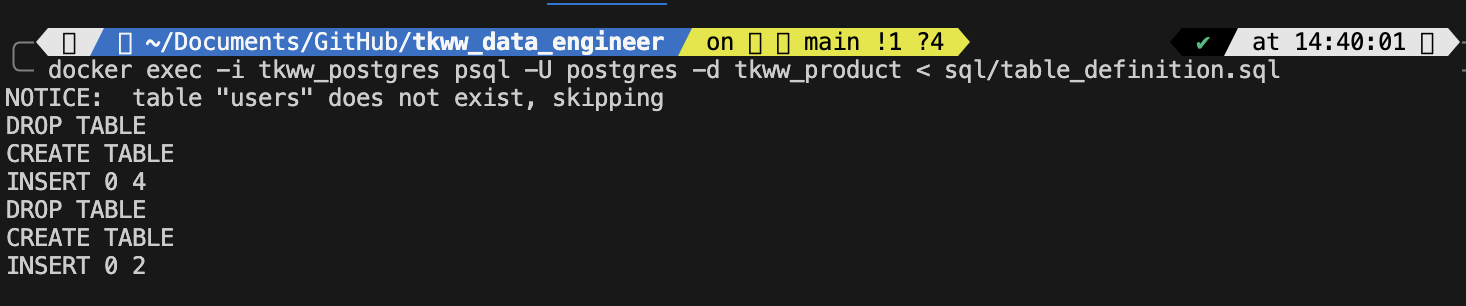 ~/Documents/GitHub/tkww_data_engineer on main !1 ?4 ✔ at 14:40:01
docker exec -i tkww_postgres psql -U postgres -d tkww_product < sql/table_definition.sql
NOTICE:  table "users" does not exist, skipping
DROP TABLE
CREATE TABLE
INSERT 0 4
DROP TABLE
CREATE TABLE
INSERT 0 2